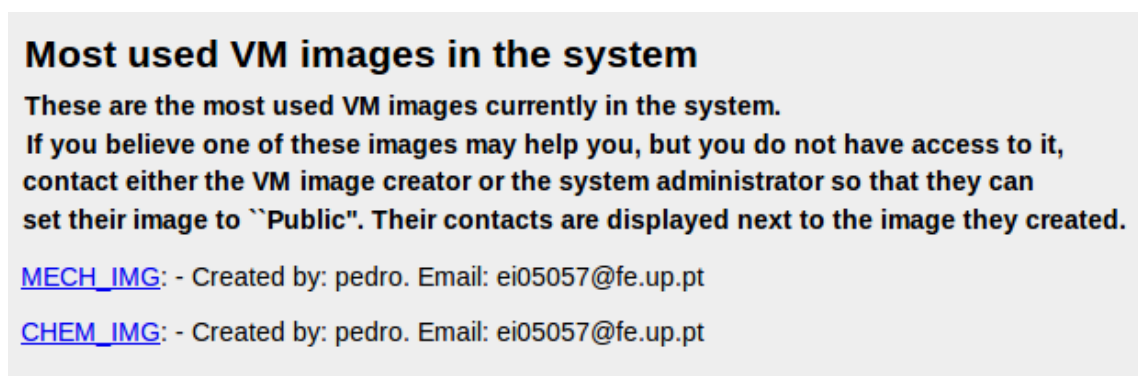 Most used VM images in the system
These are the most used VM images currently in the system.
If you believe one of these images may help you, but you do not have access to it,
contact either the VM image creator or the system administrator so that they can
set their image to ``Public". Their contacts are displayed next to the image they created.
MECH_IMG: - Created by: pedro. Email: ei05057@fe.up.pt
CHEM_IMG: - Created by: pedro. Email: ei05057@fe.up.pt